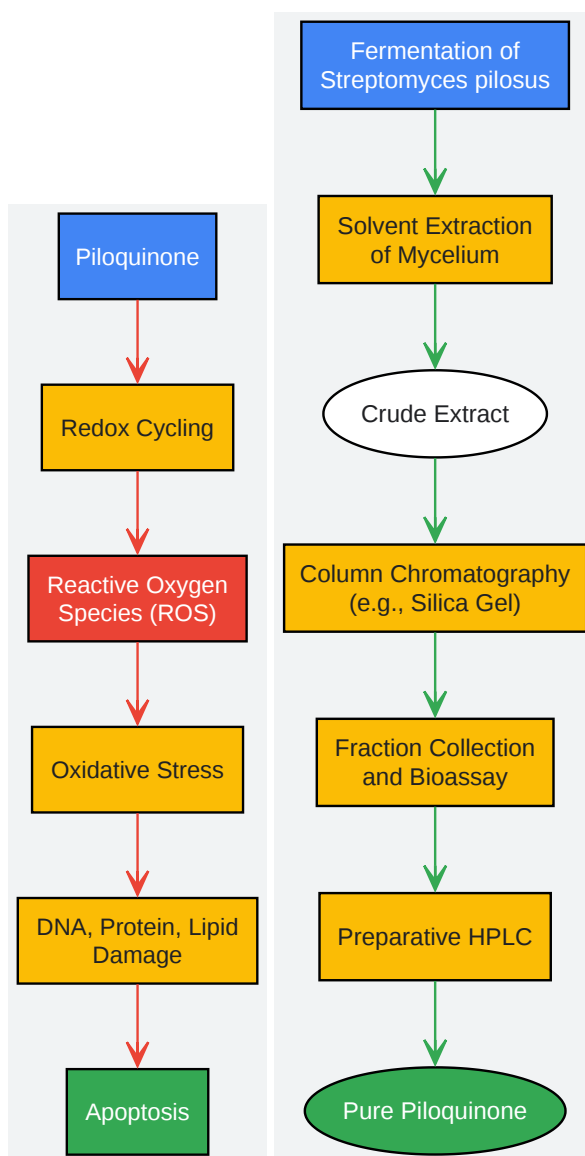 Piloquinone
Redox Cycling
Reactive Oxygen
Species (ROS)
Oxidative Stress
DNA, Protein, Lipid
Damage
Apoptosis
Fermentation of
Streptomyces pilosus
Solvent Extraction
of Mycelium
Crude Extract
Column Chromatography
(e.g., Silica Gel)
Fraction Collection
and Bioassay
Preparative HPLC
Pure Piloquinone